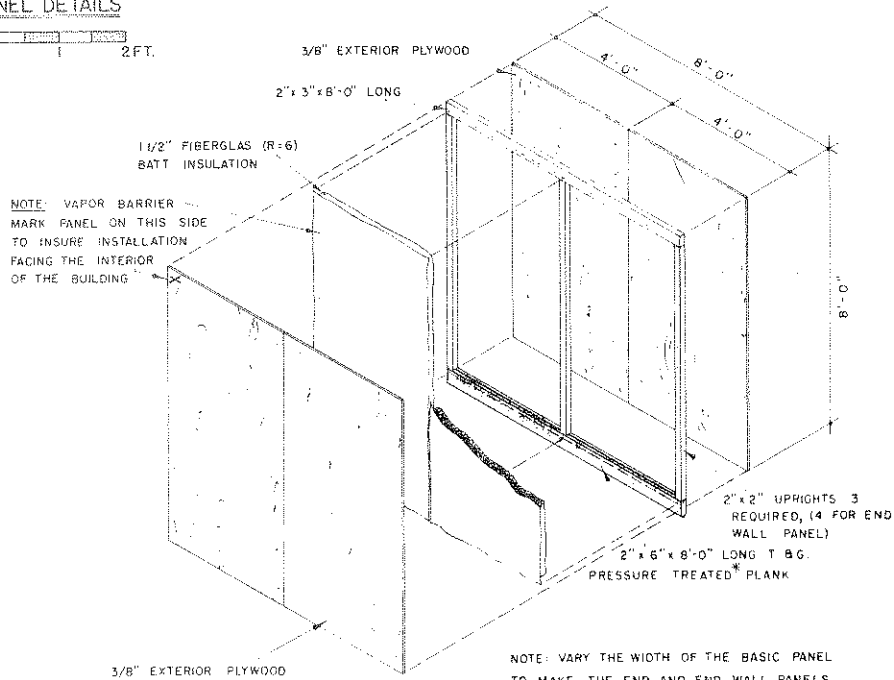 PANEL DETAILS
1 2FT.
3/8" EXTERIOR PLYWOOD
2"x 3"x 8'-0" LONG
1 1/2" FIBERGLAS (R=6)
BATT INSULATION
NOTE: VAPOR BARRIER
MARK PANEL ON THIS SIDE
TO INSURE INSTALLATION
FACING THE INTERIOR
OF THE BUILDING
4'-0"
8'-0"
4'-0"
8'-0"
2"x 2" UPRIGHTS 3
REQUIRED, (4 FOR END
WALL PANEL)
2"x 6"x 8'-0" LONG T & G.
PRESSURE TREATED* PLANK
3/8" EXTERIOR PLYWOOD
NOTE: VARY THE WIDTH OF THE BASIC PANEL
TO MAKE THE END AND END WALL PANELS